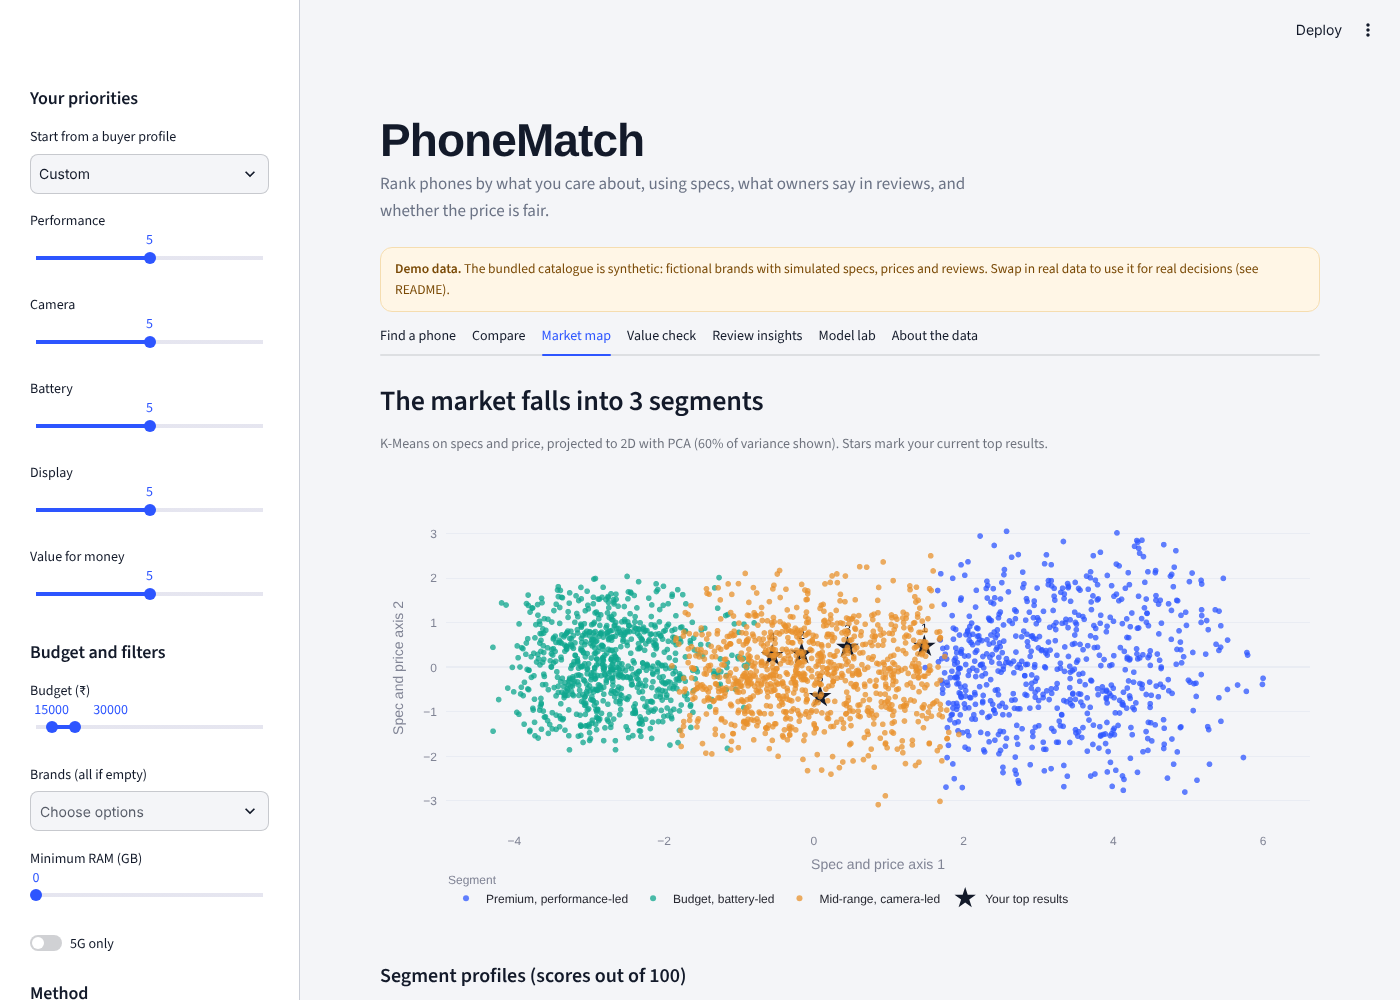 Deploy
Your priorities
Start from a buyer profile
Custom
Performance
5
Camera
5
Battery
5
Display
5
Value for money
5
Budget and filters
Budget (₹)
15000 30000
Brands (all if empty)
Choose options
Minimum RAM (GB)
0
5G only
Method
PhoneMatch
Rank phones by what you care about, using specs, what owners say in reviews, and
whether the price is fair.
Demo data. The bundled catalogue is synthetic: fictional brands with simulated specs, prices and reviews. Swap in real data to use it for real decisions (see
README).
Find a phone Compare Market map Value check Review insights Model lab About the data
The market falls into 3 segments
K-Means on specs and price, projected to 2D with PCA (60% of variance shown). Stars mark your current top results.
Spec and price axis 2
3
2
1
0
−1
−2
−3
−4 −2 0 2 4 6
Spec and price axis 1
Segment
Premium, performance-led Budget, battery-led Mid-range, camera-led Your top results
Segment profiles (scores out of 100)